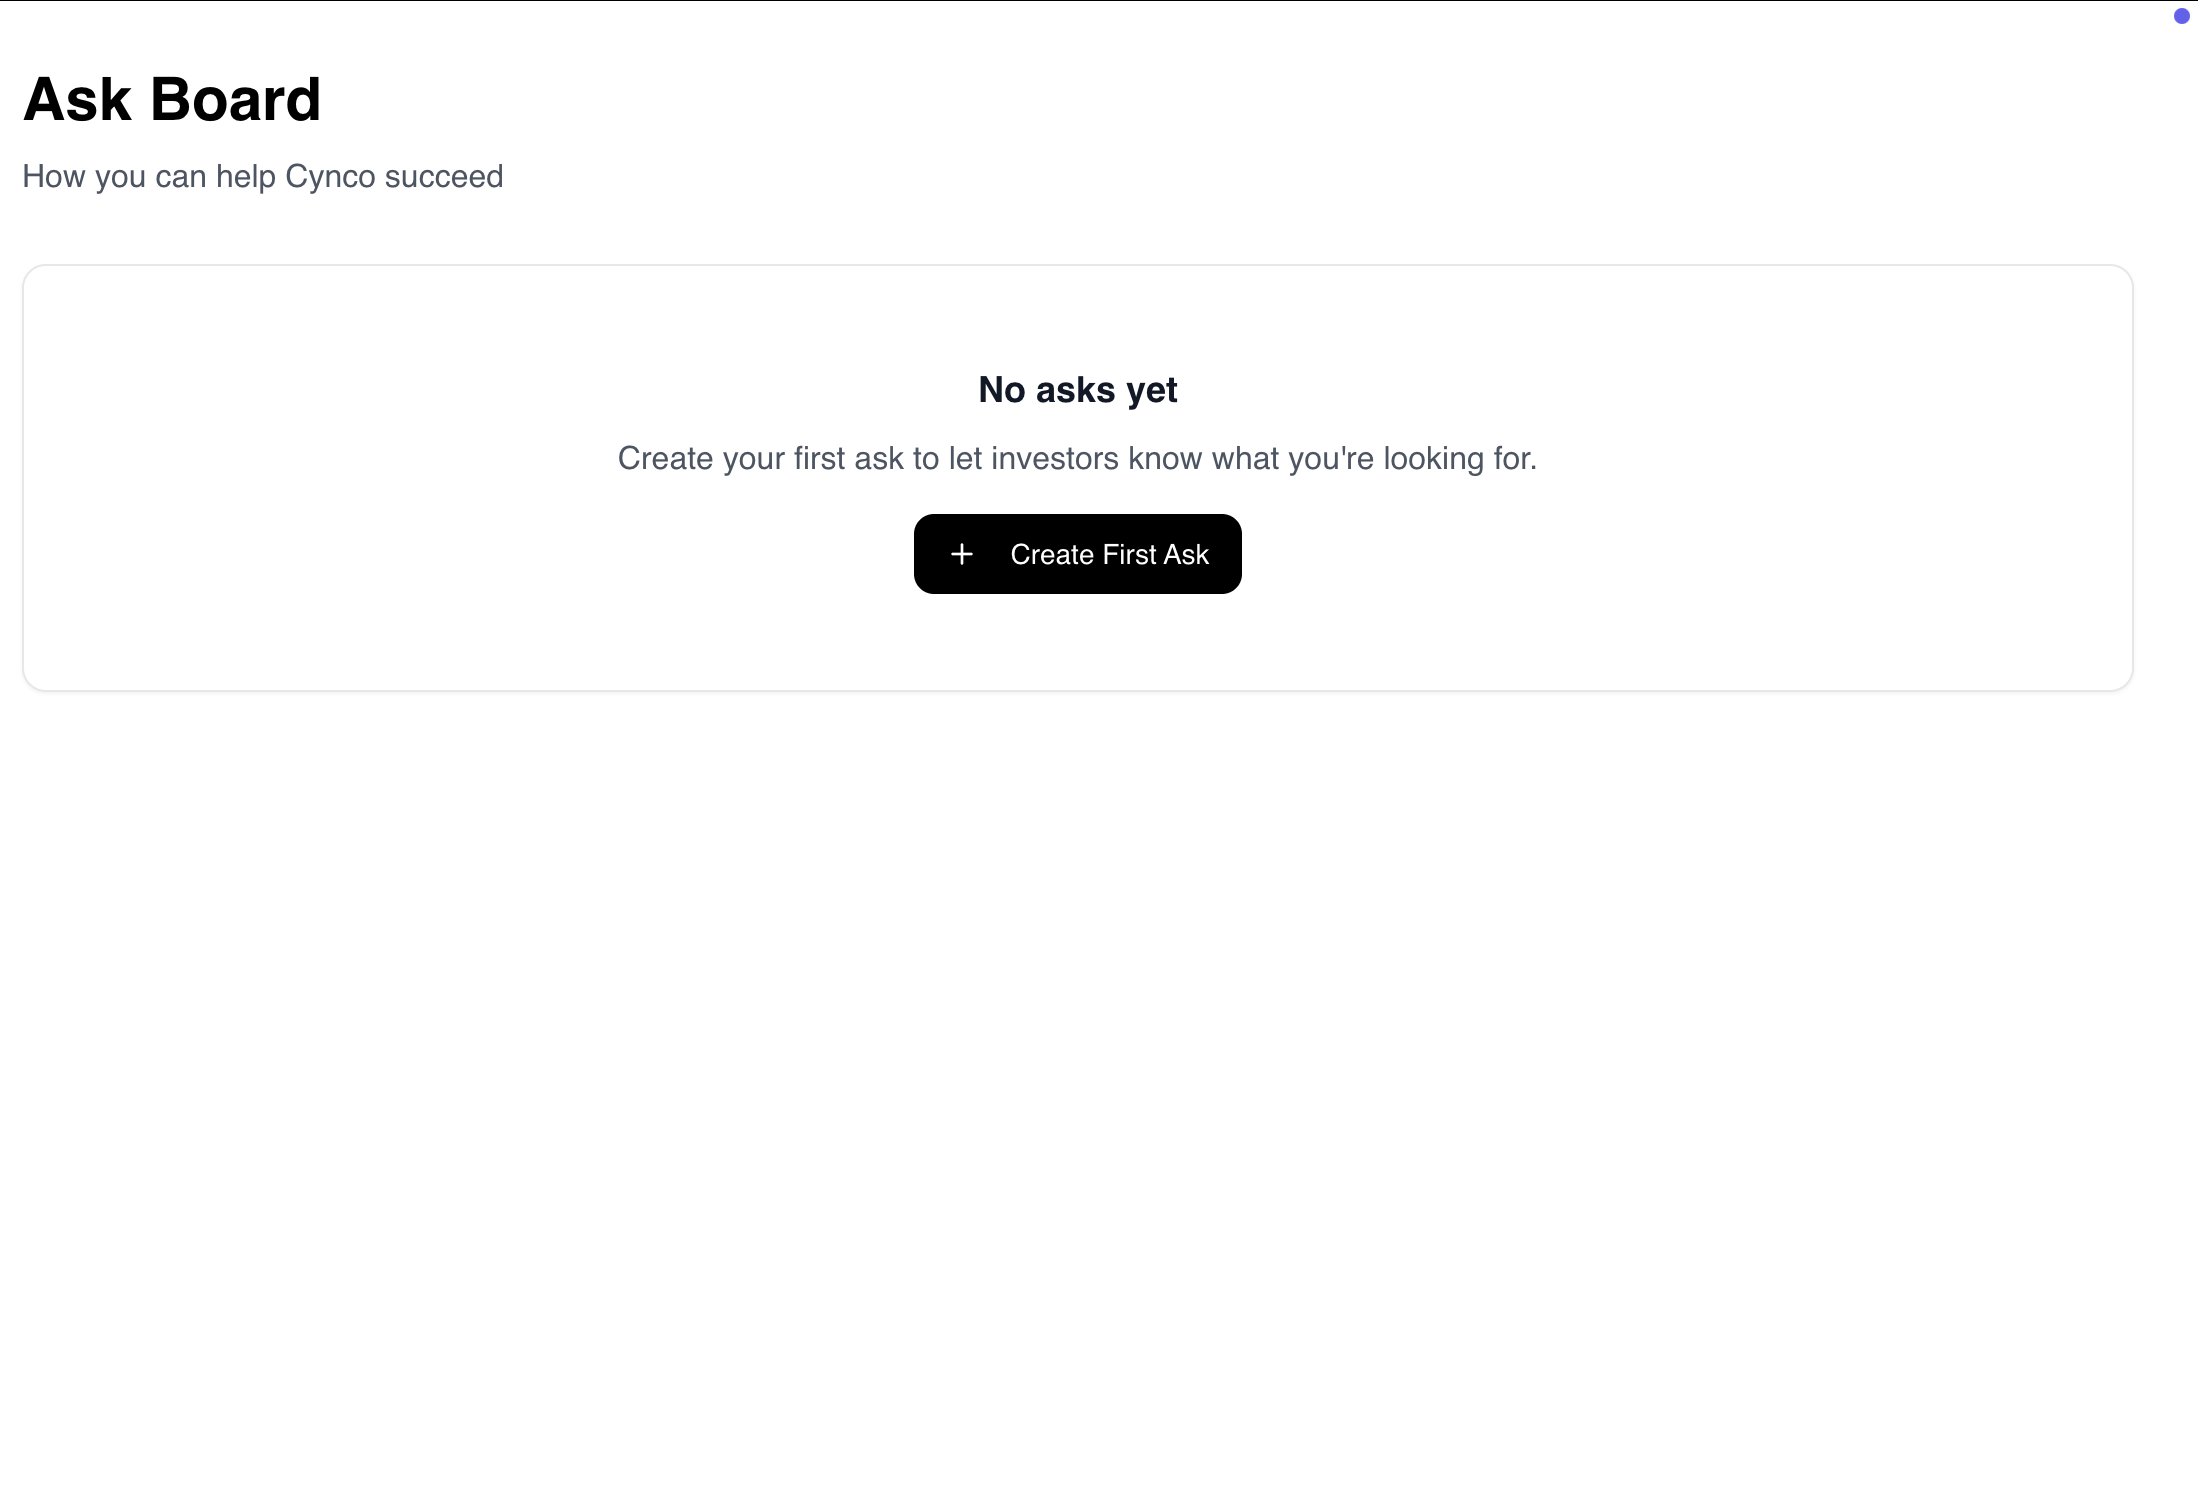 Ask Board
How you can help Cynco succeed
No asks yet
Create your first ask to let investors know what you're looking for.
Create First Ask